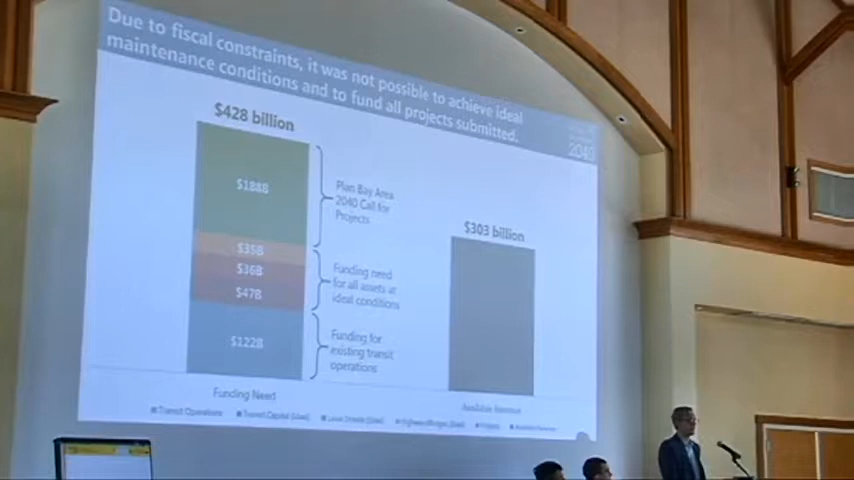 Due to fiscal constraints, it was not possible to achieve ideal
maintenance conditions and to fund all projects submitted.
2040
$428 billion
$188B
Plan Bay Area
2040 Call for
Projects
$303 billion
$35B
$36B
$47B
Funding need
for all assets at
ideal conditions
$122B
Funding for
existing transit
operations
Funding Need
Available Revenue
Transit Operations
Transit Capital (Ideal)
Local Streets (Ideal)
Highways/Bridges (Ideal)
Projects
Available Revenue